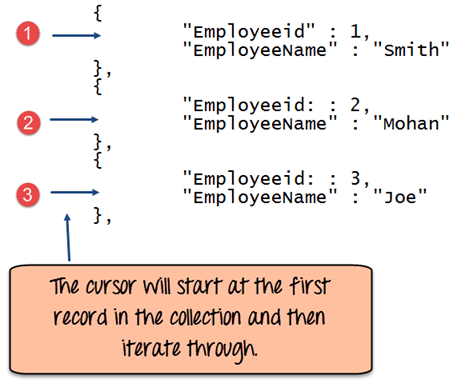 {
1 "Employeeid" : 1,
"EmployeeName" : "Smith"
},
{
2 "Employeeid: : 2,
"EmployeeName" : "Mohan"
},
{
3 "Employeeid: : 3,
"EmployeeName" : "Joe"
},
The cursor will start at the first
record in the collection and then
iterate through.